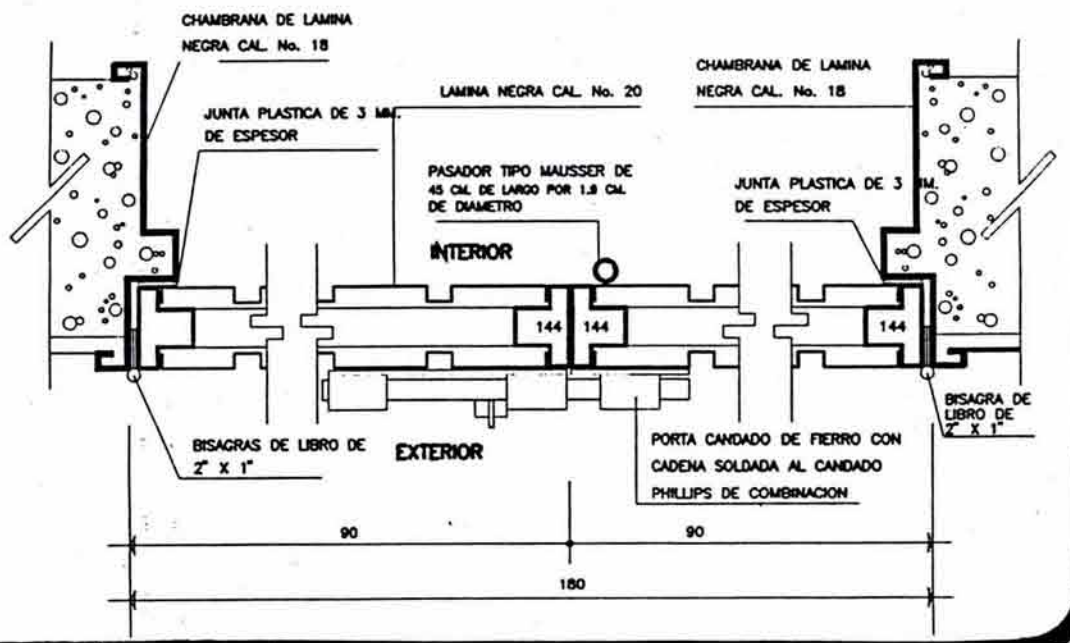 CHAMBRANA DE LAMINA
NEGRA CAL. No. 18
CHAMBRANA DE LAMINA
NEGRA CAL. No. 18
LAMINA NEGRA CAL. No. 20
JUNTA PLASTICA DE 3 MM.
DE ESPESOR
PASADOR TIPO MAUSSER DE
45 CM. DE LARGO POR 1.9 CM.
DE DIAMETRO
JUNTA PLASTICA DE 3 MM.
DE ESPESOR
INTERIOR
144
144
144
BISAGRAS DE LIBRO DE
2" X 1"
EXTERIOR
PORTA CANDADO DE FIERRO CON
CADENA SOLDADA AL CANDADO
PHILLIPS DE COMBINACION
BISAGRA DE
LIBRO DE
2" X 1"
90
90
180